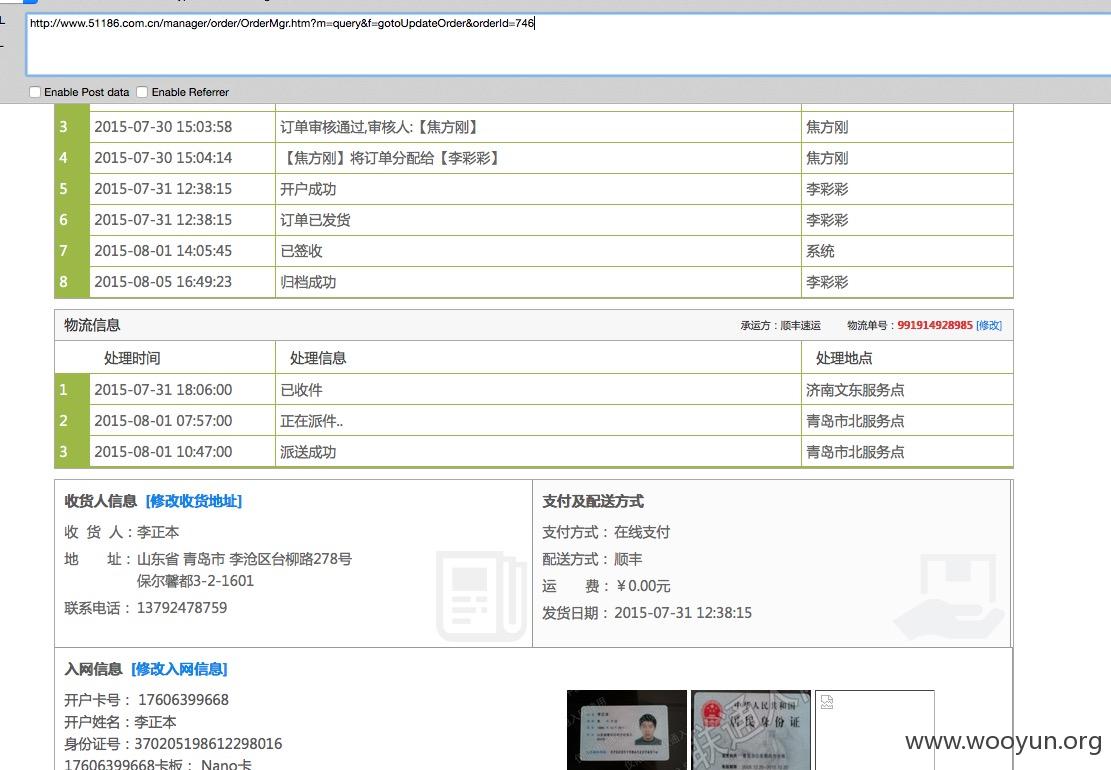 http://www.51186.com.cn/manager/order/OrderMgr.htm?m=query&f=gotoUpdateOrder&orderId=746
Enable Post data Enable Referrer
3 2015-07-30 15:03:58 订单审核通过,审核人:【焦方刚】 焦方刚
4 2015-07-30 15:04:14 【焦方刚】将订单分配给【李彩彩】 焦方刚
5 2015-07-31 12:38:15 开户成功 李彩彩
6 2015-07-31 12:38:15 订单已发货 李彩彩
7 2015-08-01 14:05:45 已签收 系统
8 2015-08-05 16:49:23 归档成功 李彩彩
物流信息 承运方：顺丰速运 物流单号：991914928985 [修改]
处理时间 处理信息 处理地点
1 2015-07-31 18:06:00 已收件 济南文东服务点
2 2015-08-01 07:57:00 正在派件.. 青岛市北服务点
3 2015-08-01 10:47:00 派送成功 青岛市北服务点
收货人信息 [修改收货地址]
收 货 人：李正本
地 址：山东省 青岛市 李沧区台柳路278号
保尔馨都3-2-1601
联系电话：13792478759
支付及配送方式
支付方式：在线支付
配送方式：顺丰
运 费：￥0.00元
发货日期：2015-07-31 12:38:15
入网信息 [修改入网信息]
开户卡号：17606399668
开户姓名：李正本
身份证号：370205198612298016
17606399668卡板：Nano卡
中华人民共和国
居民身份证
www.wooyun.org